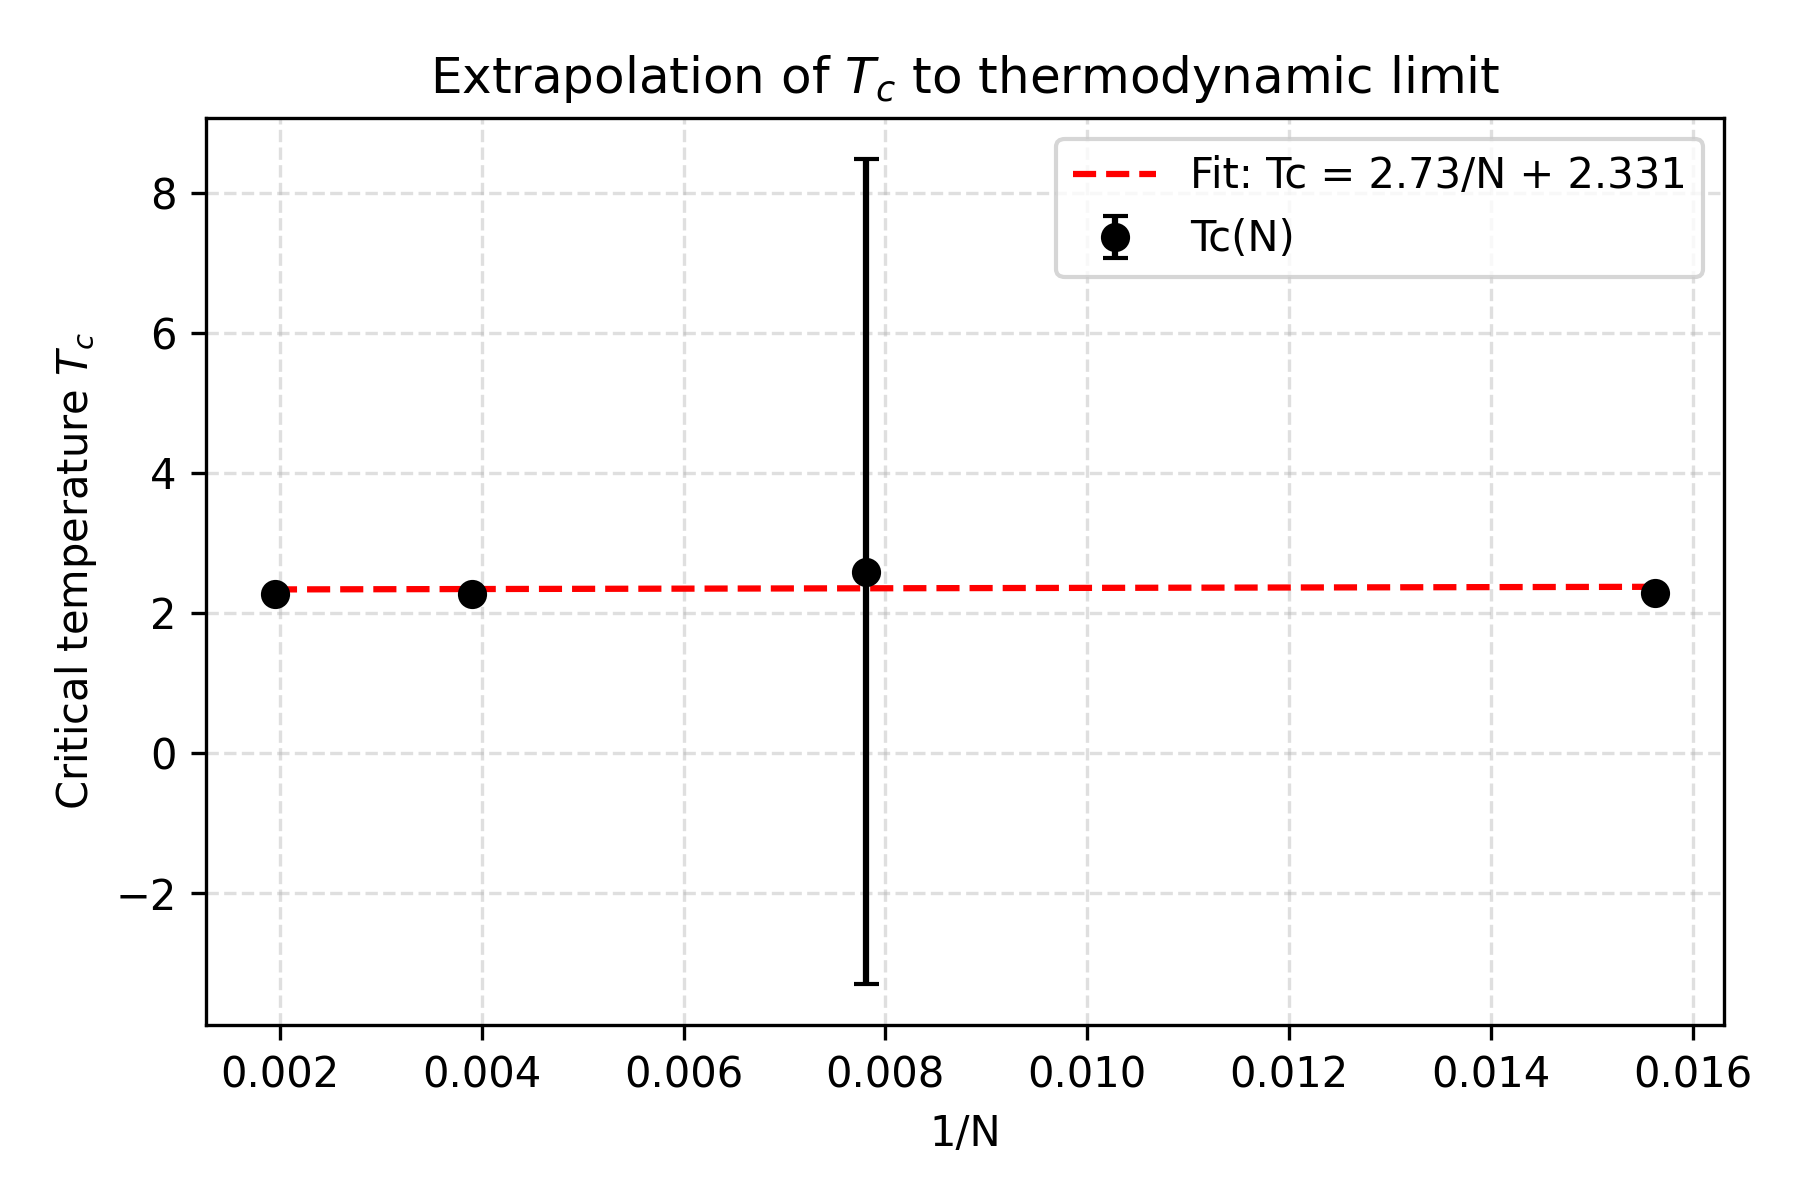 Extrapolation of T_c to thermodynamic limit
Fit: Tc = 2.73/N + 2.331
Tc(N)
Critical temperature T_c
8
6
4
2
0
−2
0.002 0.004 0.006 0.008 0.010 0.012 0.014 0.016
1/N